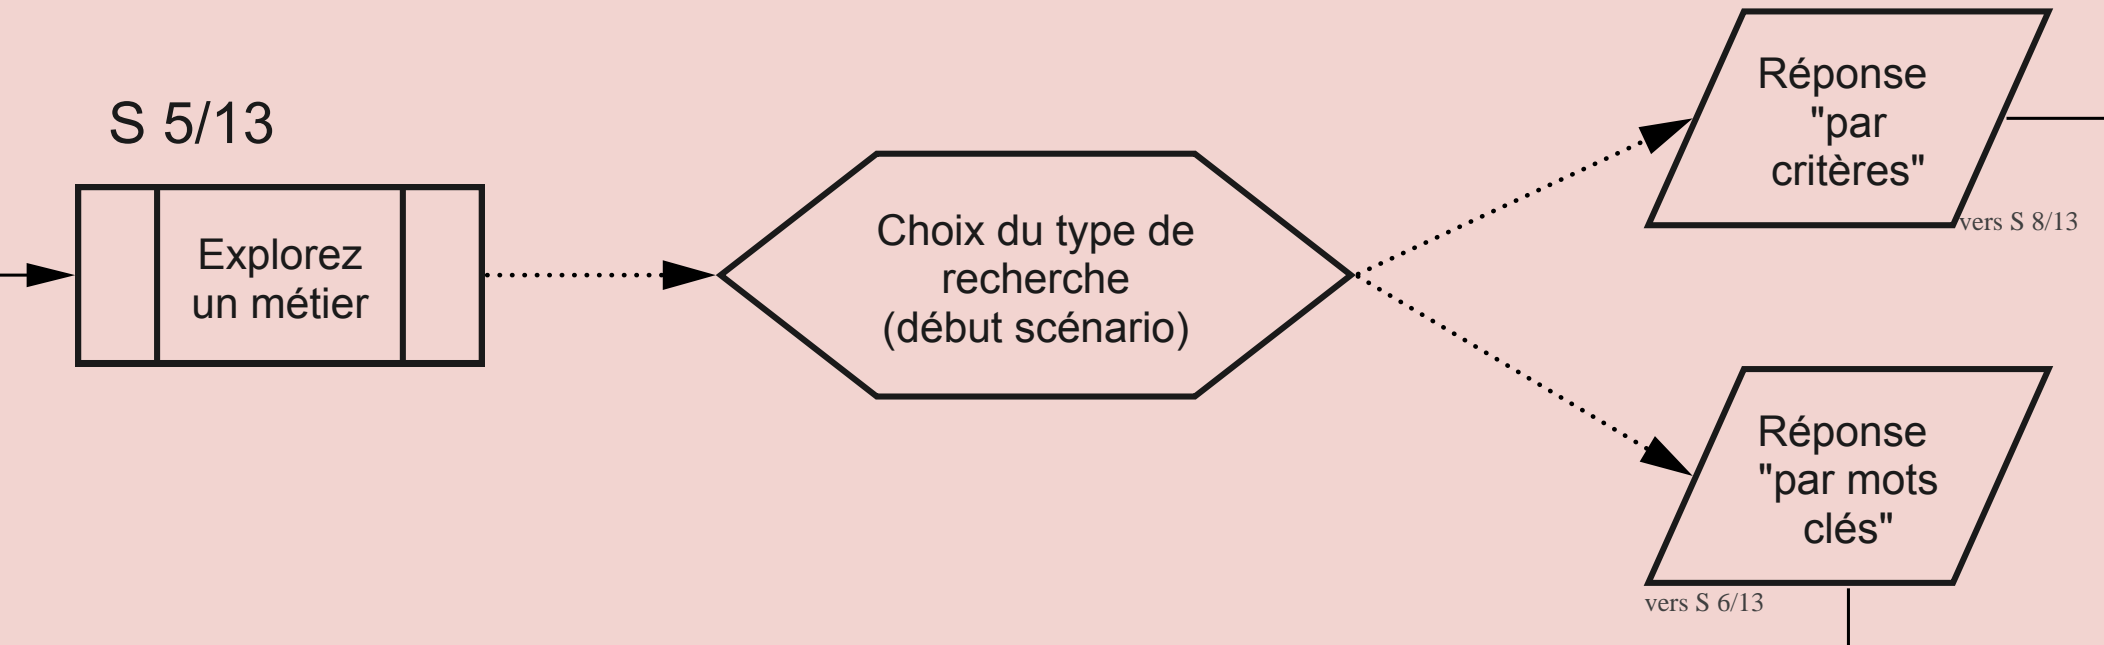 S 5/13
Explorez
un métier
Choix du type de
recherche
(début scénario)
Réponse
"par
critères"
vers S 8/13
Réponse
"par mots
clés"
vers S 6/13